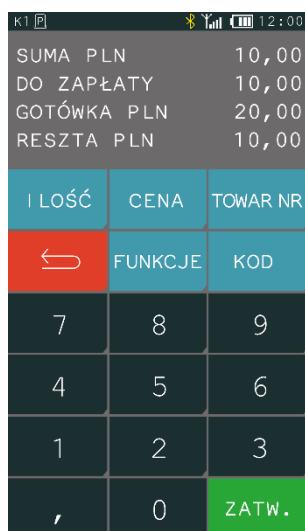 K1 P 12:00
SUMA PLN 10,00
DO ZAPŁATY 10,00
GOTÓWKA PLN 20,00
RESZTA PLN 10,00
ILOŚĆ CENA TOWAR NR
FUNKCJE KOD
7 8 9
4 5 6
1 2 3
, 0 ZATW.